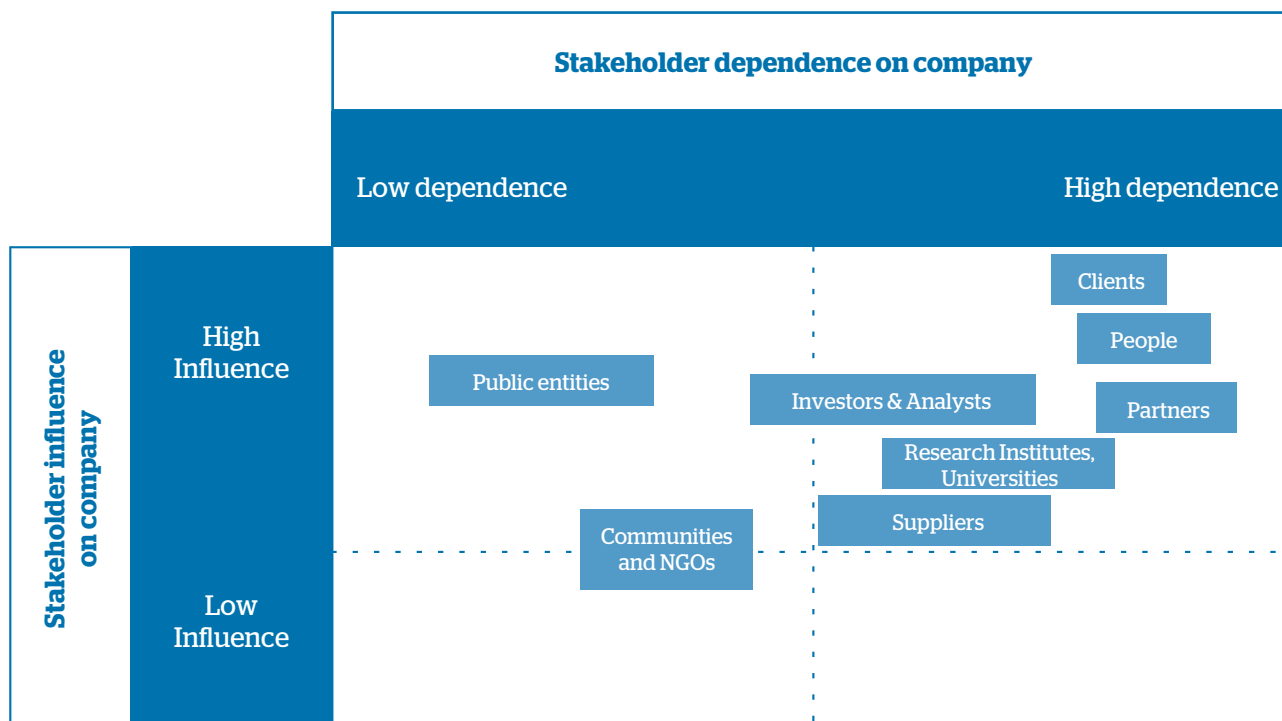 Stakeholder dependence on company
Low dependence
High dependence
Stakeholder influence
on company
High
Influence
Low
Influence
Clients
People
Public entities
Investors & Analysts
Partners
Research Institutes,
Universities
Suppliers
Communities
and NGOs